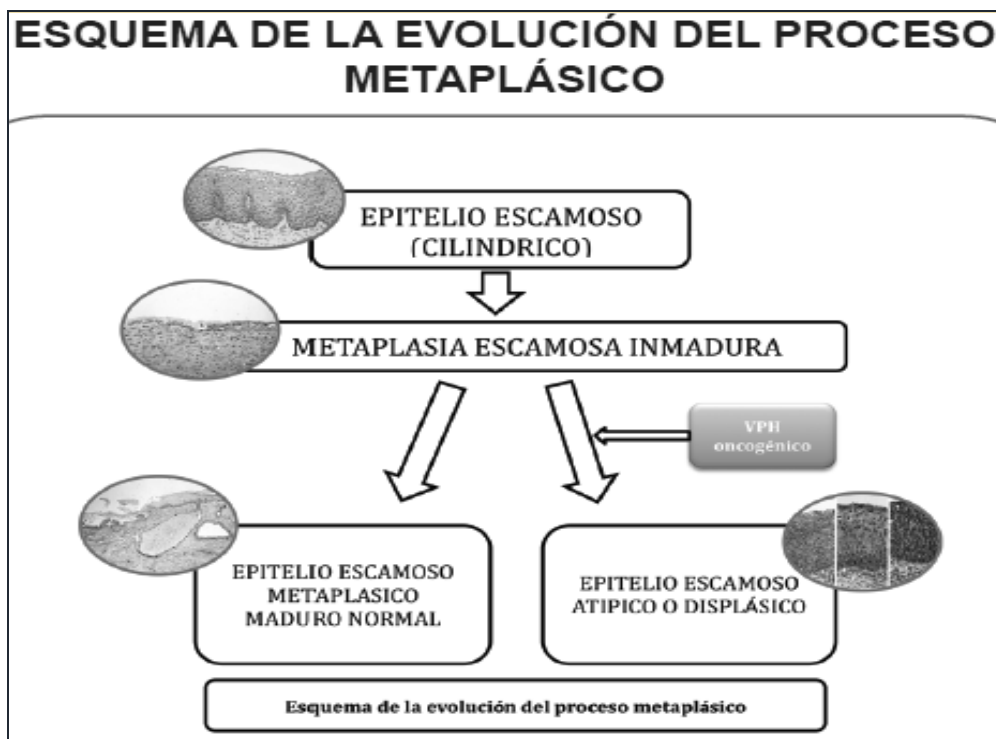 ESQUEMA DE LA EVOLUCIÓN DEL PROCESO
METAPLÁSICO
EPITELIO ESCAMOSO
(CILINDRICO)
METAPLASIA ESCAMOSA INMADURA
VPH
oncogénico
EPITELIO ESCAMOSO
METAPLASICO
MADURO NORMAL
EPITELIO ESCAMOSO
ATIPICO O DISPLÁSICO
Esquema de la evolución del proceso metaplásico